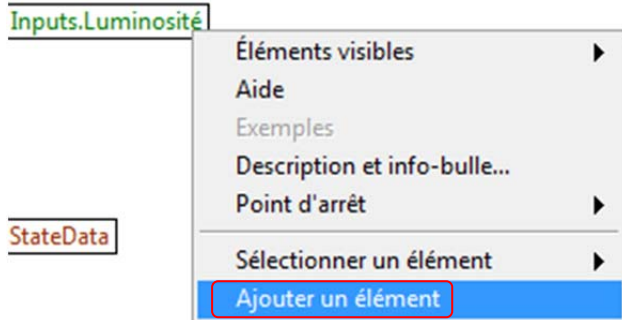 Inputs.Luminosité
Éléments visibles
Aide
Exemples
Description et info-bulle...
Point d'arrêt
StateData
Sélectionner un élément
Ajouter un élément